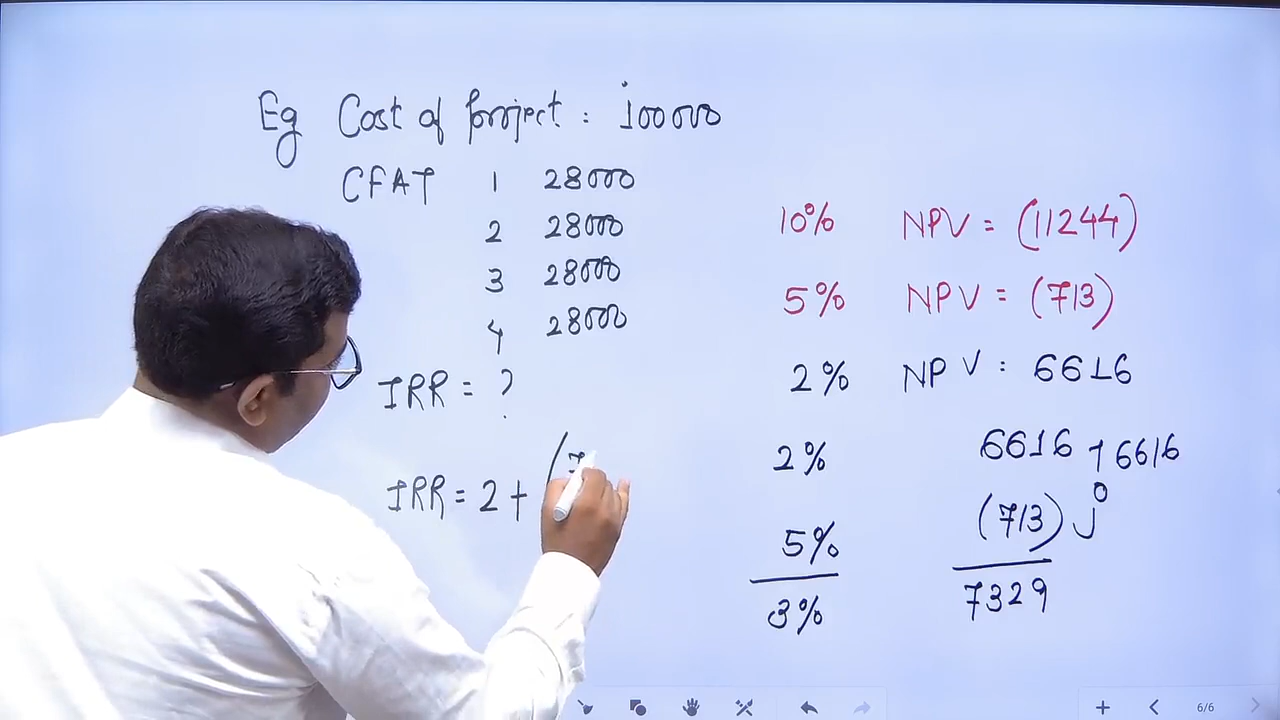 Eg Cost of project : 100000
CFAT 1 28000
2 28000
3 28000
4 28000
IRR = ?
IRR = 2 + (
10% NPV = (11244)
5% NPV = (713)
2% NPV : 6616
2% 6616 + 6616
5% (713) 0
3% 7329
6/6